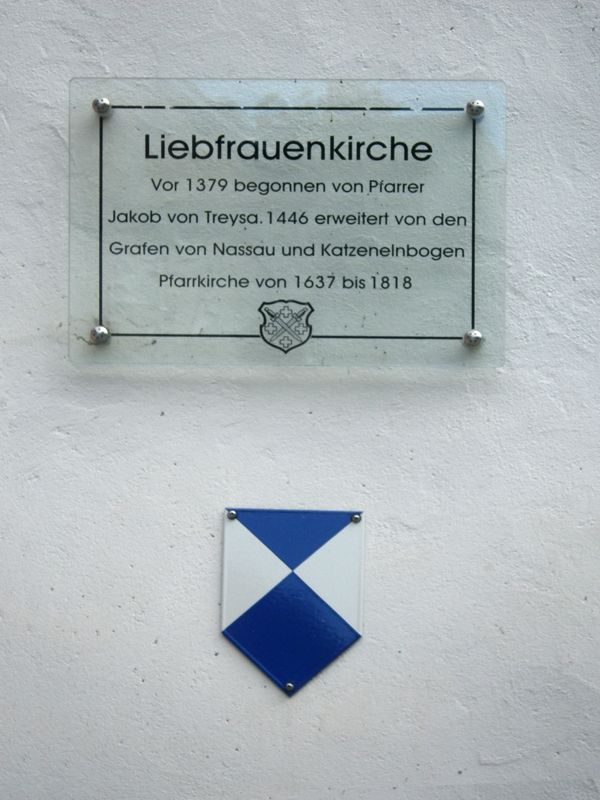 Liebfrauenkirche
Vor 1379 begonnen von Pfarrer
Jakob von Treysa. 1446 erweitert von den
Grafen von Nassau und Katzenelnbogen
Pfarrkirche von 1637 bis 1818